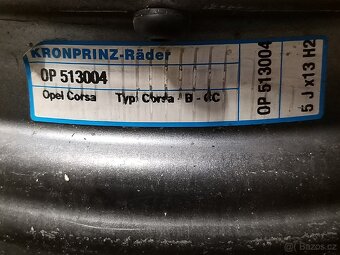 KRONPRINZ-Räder
OP 513004
Opel Corsa Typ: Corsa - B - CC
OP 513004
5 J x13 H2
Bazos.cz